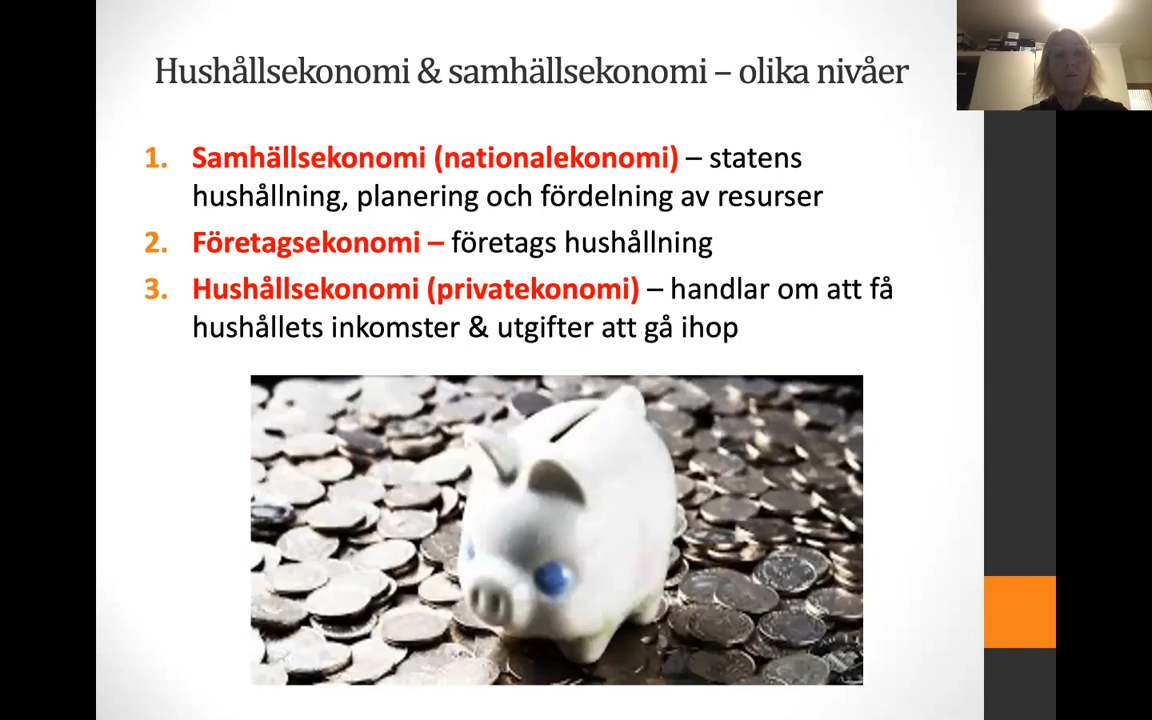 Hushållsekonomi & samhällsekonomi – olika nivåer
1. Samhällsekonomi (nationalekonomi) – statens
hushållning, planering och fördelning av resurser
2. Företagsekonomi – företags hushållning
3. Hushållsekonomi (privatekonomi) – handlar om att få
hushållets inkomster & utgifter att gå ihop